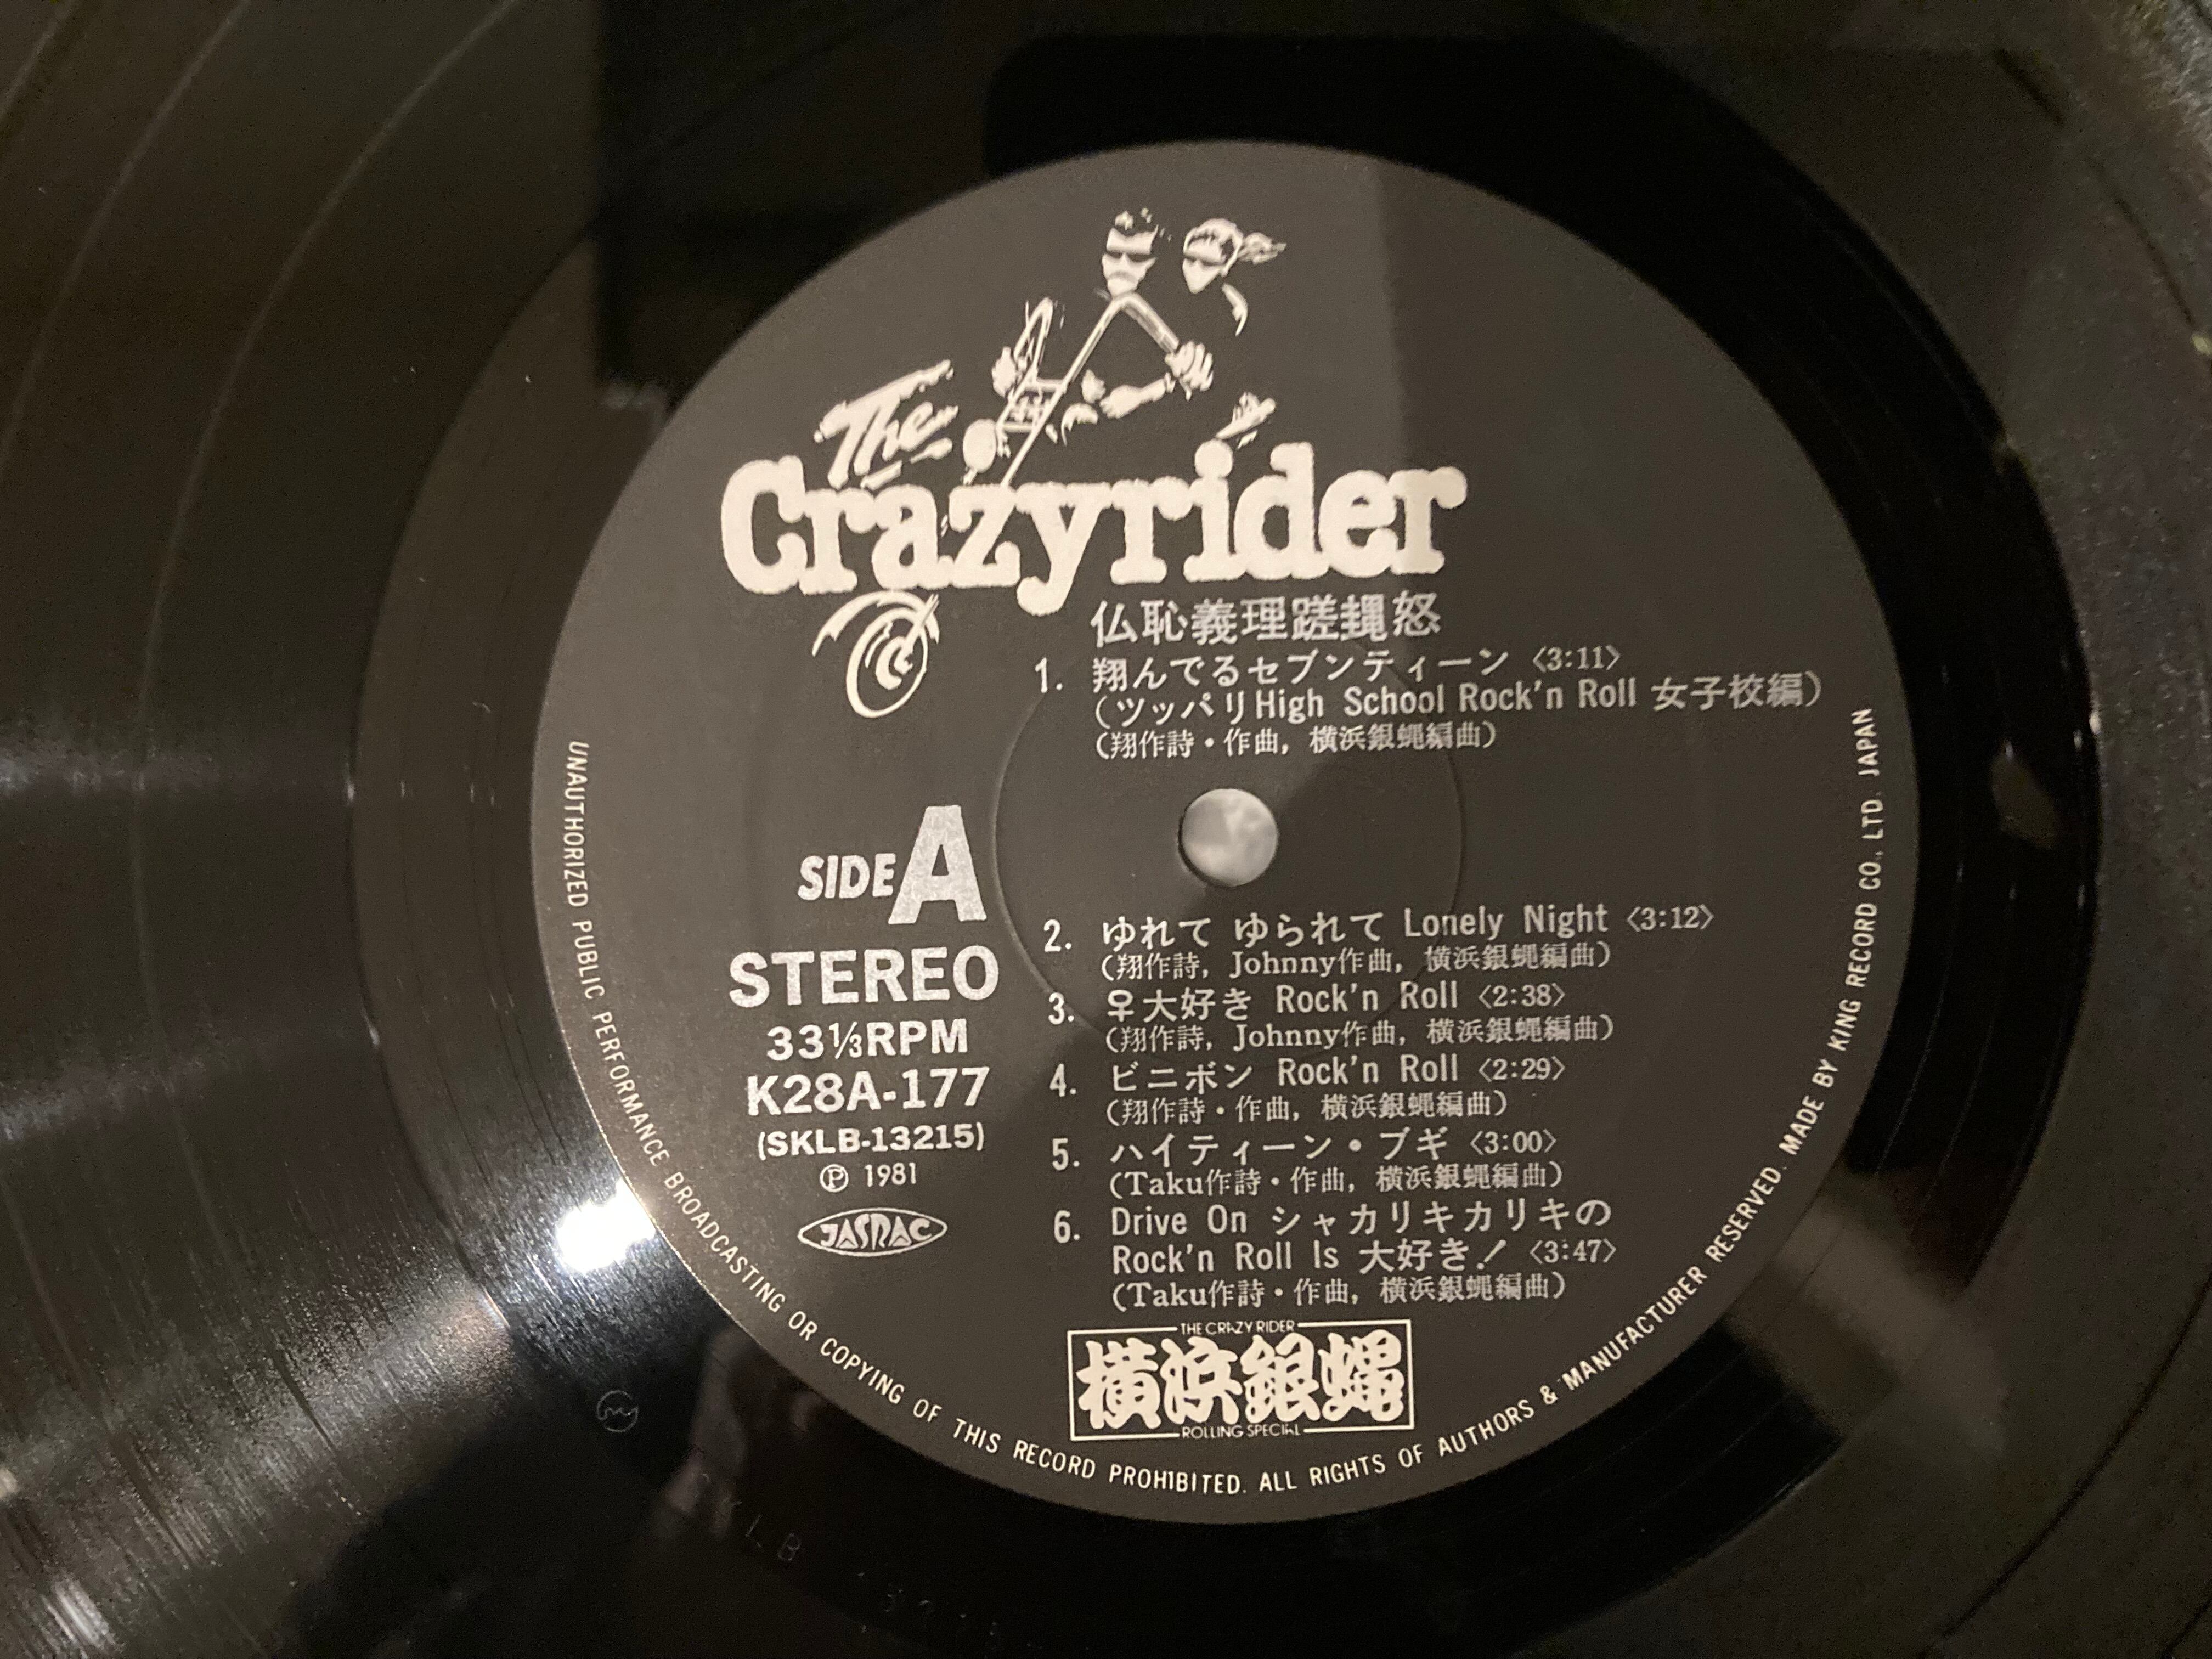 The
Crazyrider
仏恥義理蹉䋲怒
1. 翔んでるセブンティーン〈3:11〉
(ツッパリHigh School Rock'n Roll 女子校編)
(翔作詩・作曲, 横浜銀蝿編曲)
SIDE A
STEREO
33⅓RPM
K28A-177
(SKLB-13215)
Ⓟ 1981
JASRAC
2. ゆれて ゆられて Lonely Night〈3:12〉
(翔作詩, Johnny作曲, 横浜銀蝿編曲)
3. ♀大好き Rock'n Roll〈2:38〉
(翔作詩, Johnny作曲, 横浜銀蝿編曲)
4. ビニボン Rock'n Roll〈2:29〉
(翔作詩・作曲, 横浜銀蝿編曲)
5. ハイティーン・ブギ〈3:00〉
(Taku作詩・作曲, 横浜銀蝿編曲)
6. Drive On シャカリキカリキの
Rock'n Roll Is 大好き!〈3:47〉
(Taku作詩・作曲, 横浜銀蝿編曲)
THE CRAZY RIDER
横浜銀蝿
ROLLING SPECIAL
UNAUTHORIZED PUBLIC PERFORMANCE BROADCASTING OR COPYING OF THIS RECORD PROHIBITED. ALL RIGHTS OF AUTHORS & MANUFACTURER RESERVED. MADE BY KING RECORD CO., LTD. JAPAN